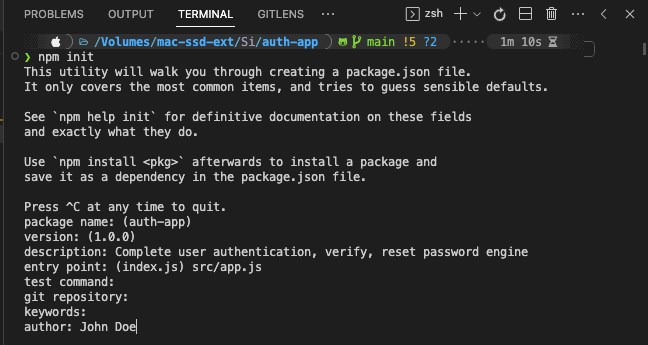 PROBLEMS OUTPUT TERMINAL GITLENS ··· zsh
/Volumes/mac-ssd-ext/Si/auth-app main !5 ?2 ····· 1m 10s
❯ npm init
This utility will walk you through creating a package.json file.
It only covers the most common items, and tries to guess sensible defaults.
See `npm help init` for definitive documentation on these fields
and exactly what they do.
Use `npm install <pkg>` afterwards to install a package and
save it as a dependency in the package.json file.
Press ^C at any time to quit.
package name: (auth-app)
version: (1.0.0)
description: Complete user authentication, verify, reset password engine
entry point: (index.js) src/app.js
test command:
git repository:
keywords:
author: John Doe